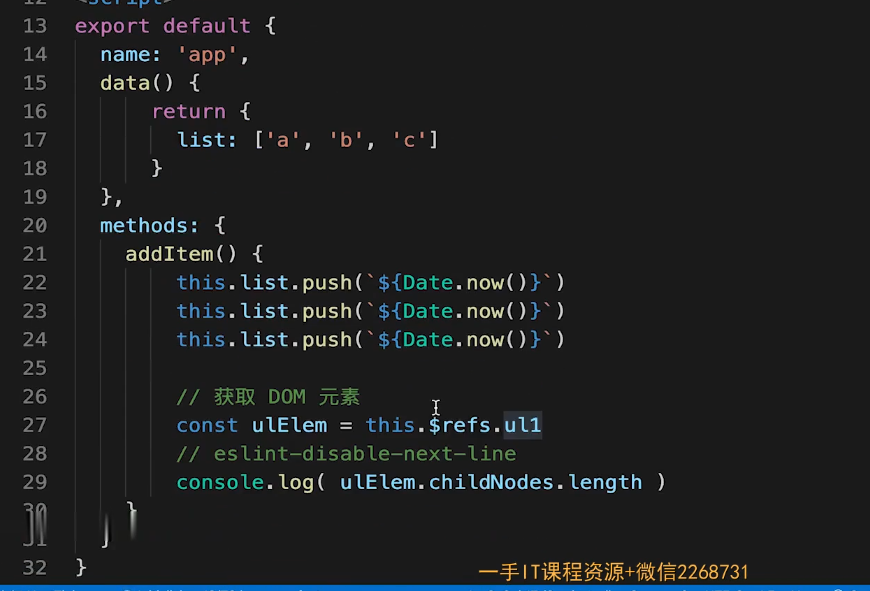 12 <script>
13 export default {
14 name: 'app',
15 data() {
16 return {
17 list: ['a', 'b', 'c']
18 }
19 },
20 methods: {
21 addItem() {
22 this.list.push(`${Date.now()}`)
23 this.list.push(`${Date.now()}`)
24 this.list.push(`${Date.now()}`)
25
26 // 获取 DOM 元素
27 const ulElem = this.$refs.ul1
28 // eslint-disable-next-line
29 console.log( ulElem.childNodes.length )
30 }
31 }
32 }
一手IT课程资源+微信2268731